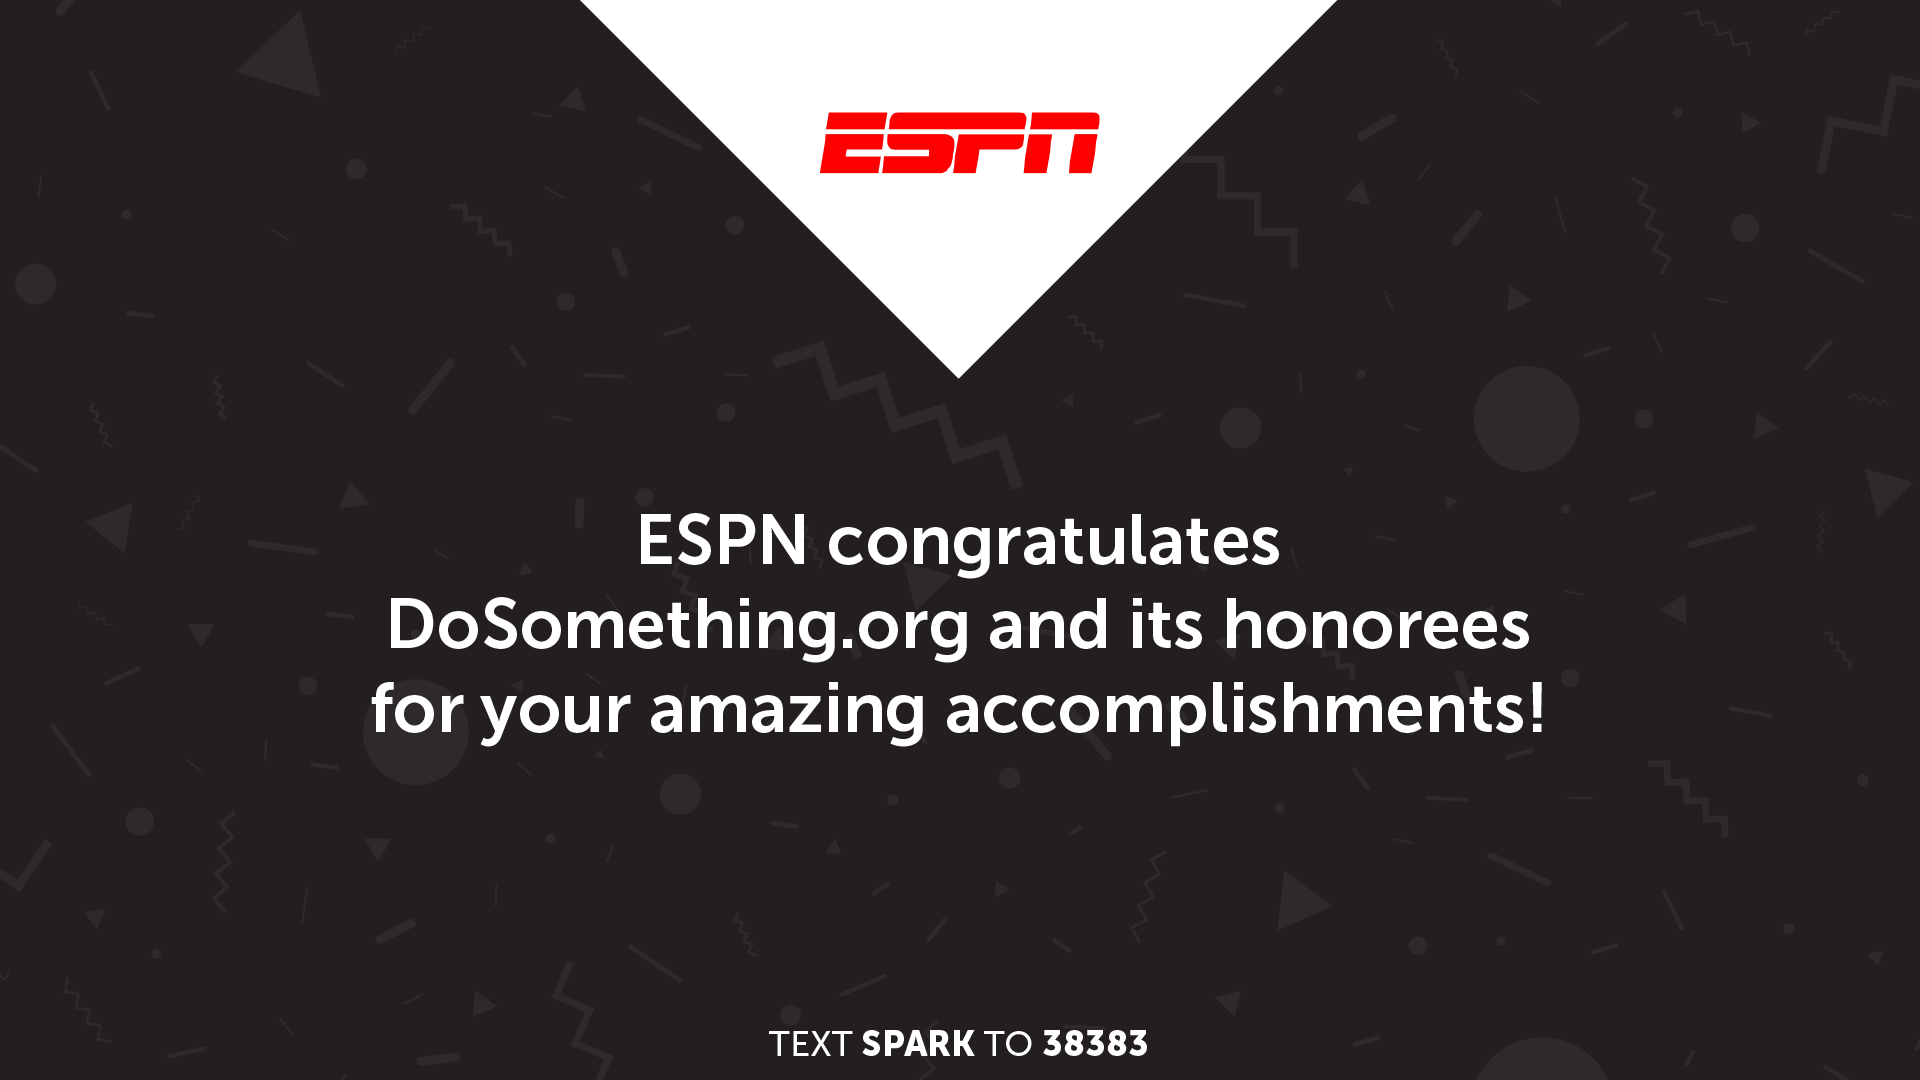 ESPN
ESPN congratulates
DoSomething.org and its honorees
for your amazing accomplishments!
TEXT SPARK TO 38383